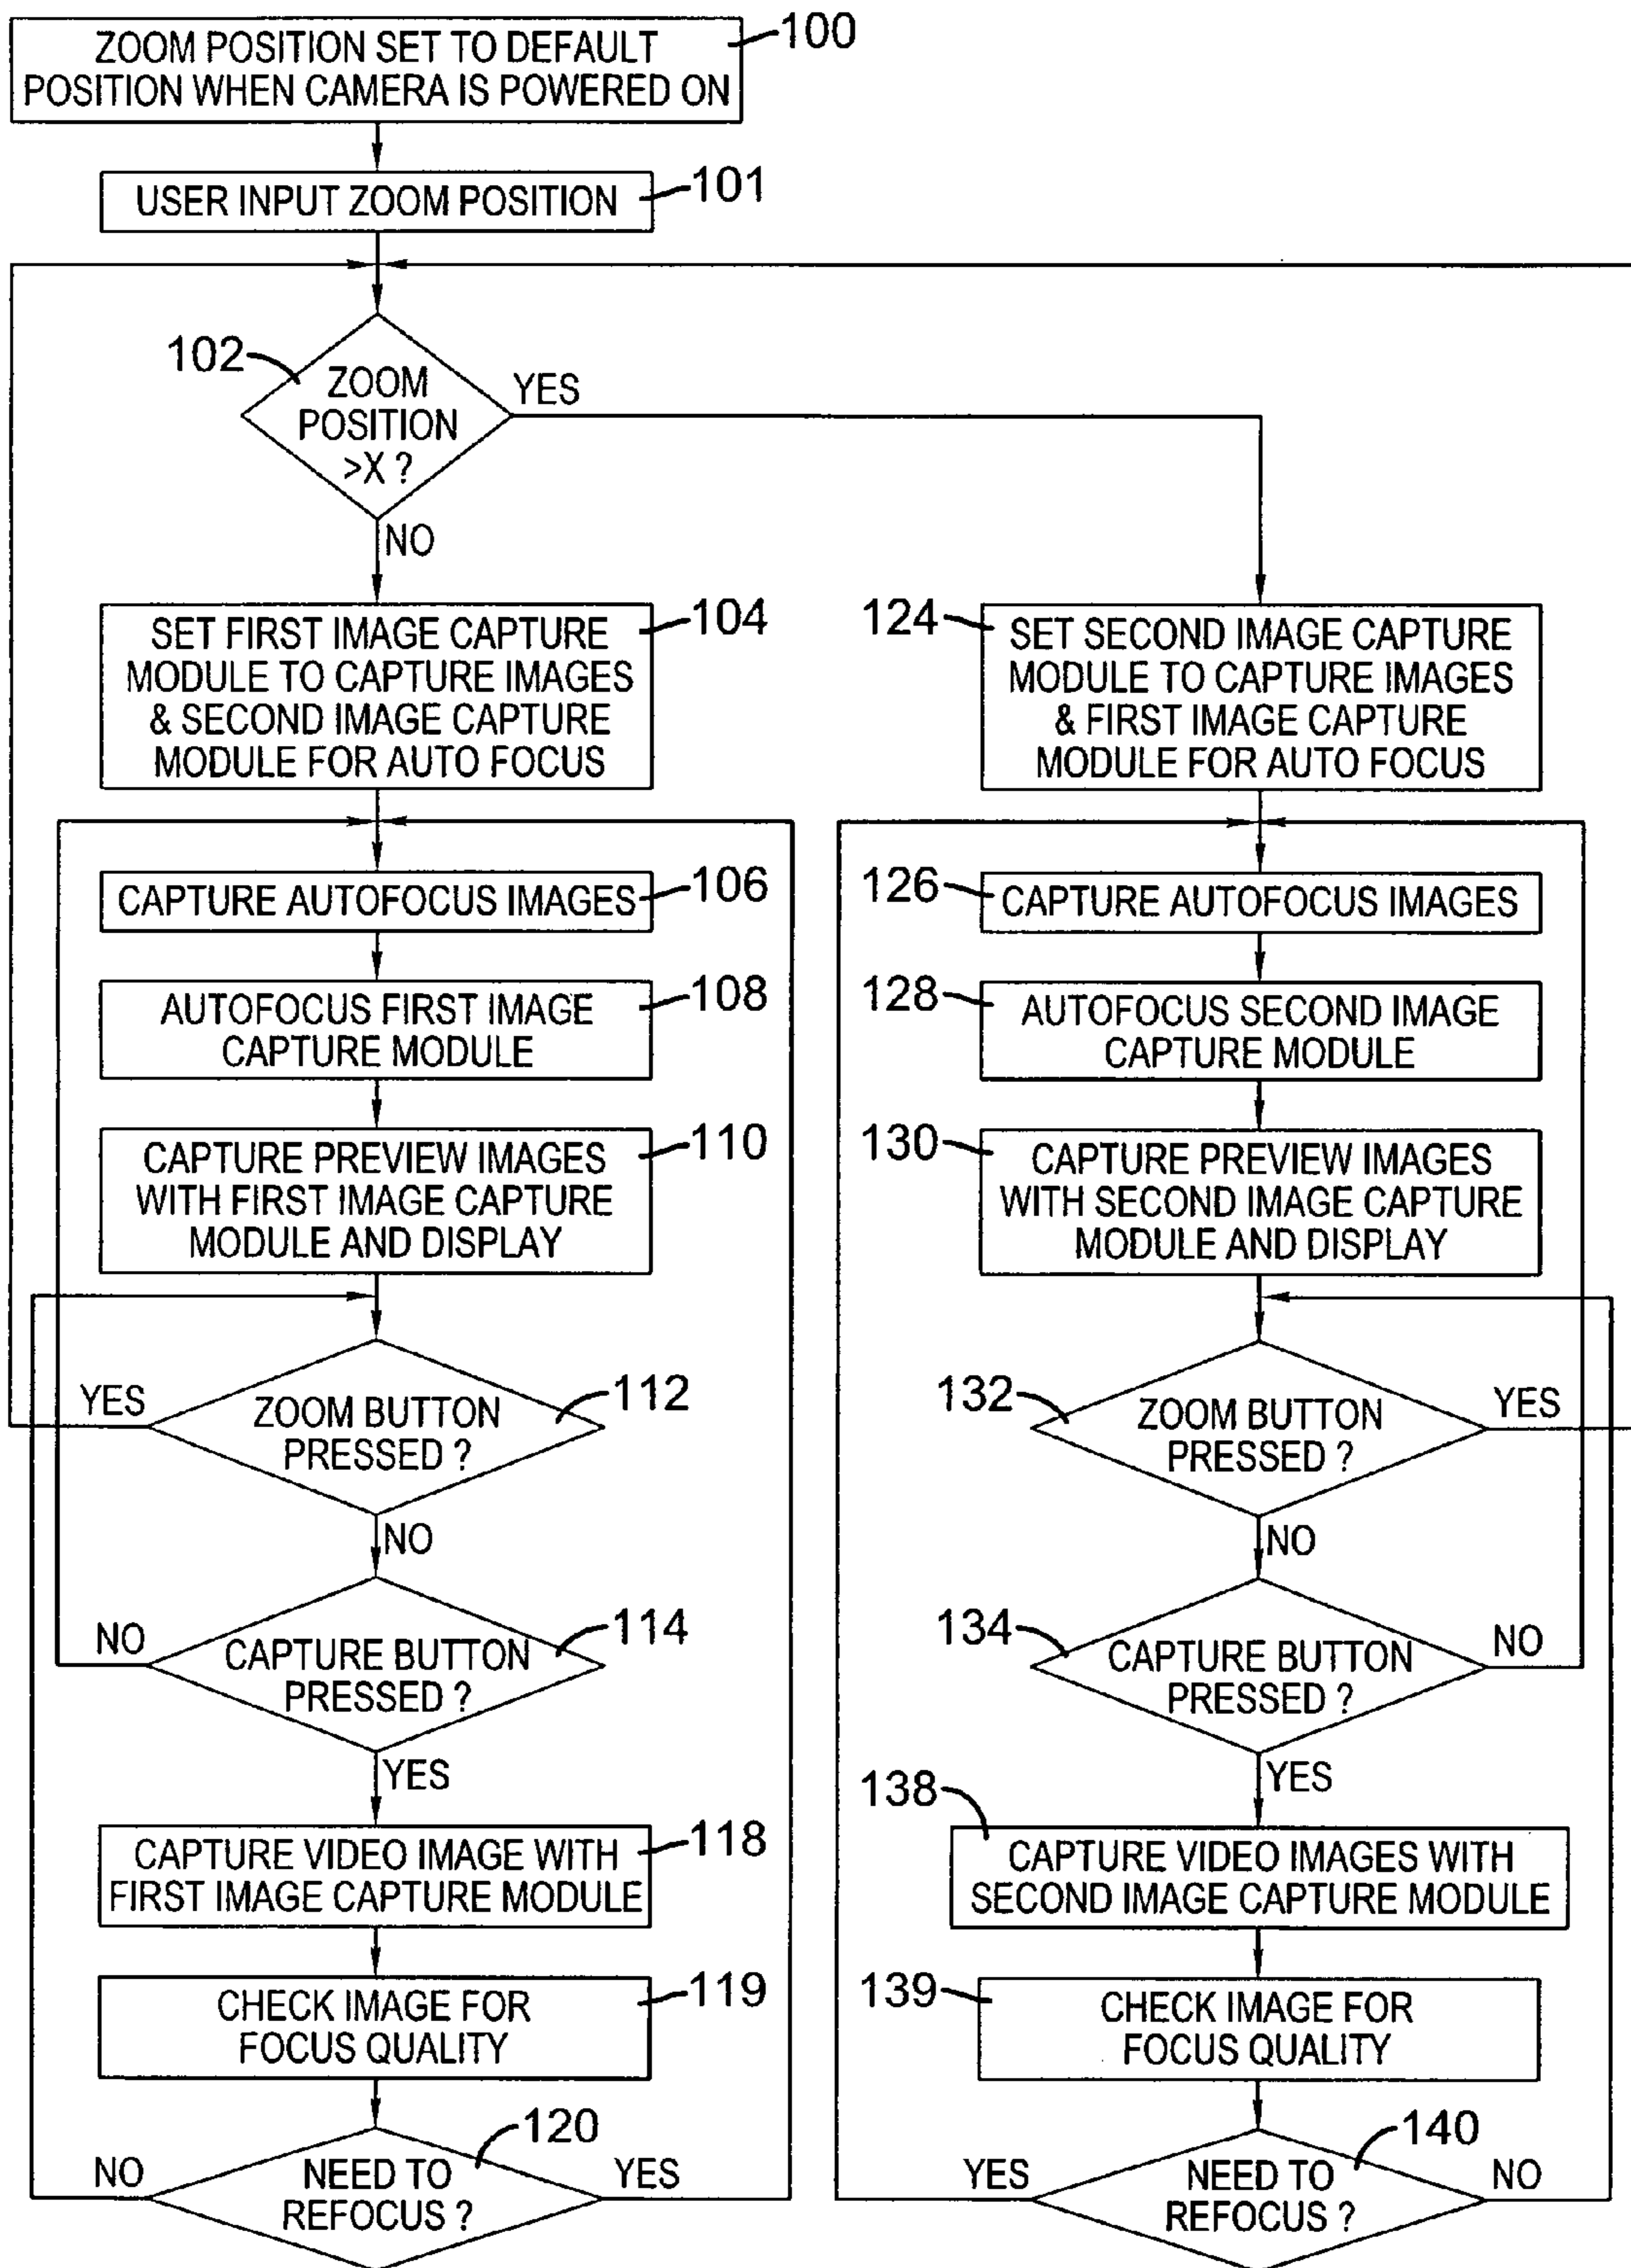 ZOOM POSITION SET TO DEFAULT
POSITION WHEN CAMERA IS POWERED ON
100
USER INPUT ZOOM POSITION
101
102
ZOOM
POSITION
>X ?
YES
NO
SET FIRST IMAGE CAPTURE
MODULE TO CAPTURE IMAGES
& SECOND IMAGE CAPTURE
MODULE FOR AUTO FOCUS
104
CAPTURE AUTOFOCUS IMAGES
106
AUTOFOCUS FIRST IMAGE
CAPTURE MODULE
108
CAPTURE PREVIEW IMAGES
WITH FIRST IMAGE CAPTURE
MODULE AND DISPLAY
110
YES
ZOOM BUTTON
PRESSED ?
112
NO
NO
CAPTURE BUTTON
PRESSED ?
114
YES
CAPTURE VIDEO IMAGE WITH
FIRST IMAGE CAPTURE MODULE
118
CHECK IMAGE FOR
FOCUS QUALITY
119
120
NO
NEED TO
REFOCUS ?
YES
124
SET SECOND IMAGE CAPTURE
MODULE TO CAPTURE IMAGES
& FIRST IMAGE CAPTURE
MODULE FOR AUTO FOCUS
126
CAPTURE AUTOFOCUS IMAGES
128
AUTOFOCUS SECOND IMAGE
CAPTURE MODULE
130
CAPTURE PREVIEW IMAGES
WITH SECOND IMAGE CAPTURE
MODULE AND DISPLAY
132
ZOOM BUTTON
PRESSED ?
YES
NO
134
CAPTURE BUTTON
PRESSED ?
NO
YES
138
CAPTURE VIDEO IMAGES WITH
SECOND IMAGE CAPTURE MODULE
139
CHECK IMAGE FOR
FOCUS QUALITY
140
YES
NEED TO
REFOCUS ?
NO